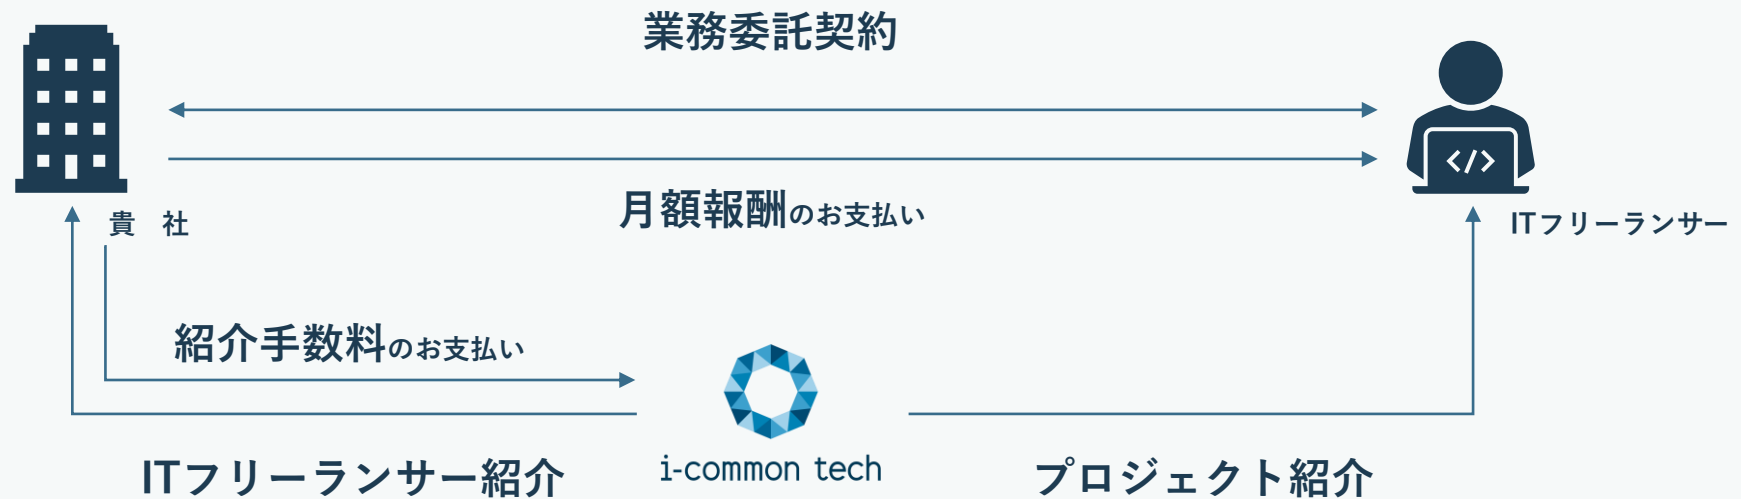 業務委託契約
月額報酬のお支払い
貴　社
ITフリーランサー
紹介手数料のお支払い
i-common tech
ITフリーランサー紹介
プロジェクト紹介